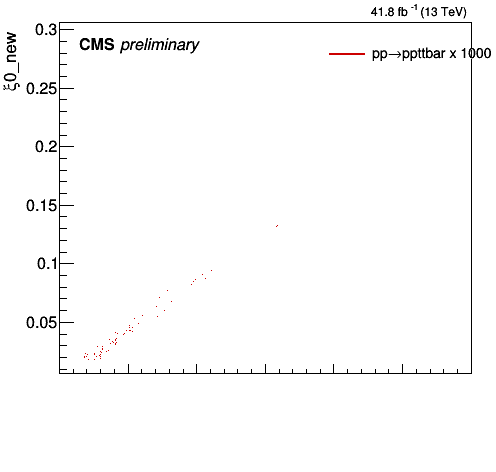 41.8 fb⁻¹ (13 TeV)
CMS preliminary
pp→ppttbar x 1000
ξ0_new
0.3
0.25
0.2
0.15
0.1
0.05